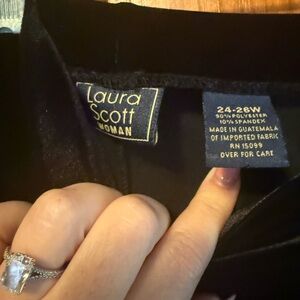 Laura
Scott
WOMAN
24-26W
90% POLYESTER
10% SPANDEX
MADE IN GUATEMALA
OF IMPORTED FABRIC
RN 15099
OVER FOR CARE